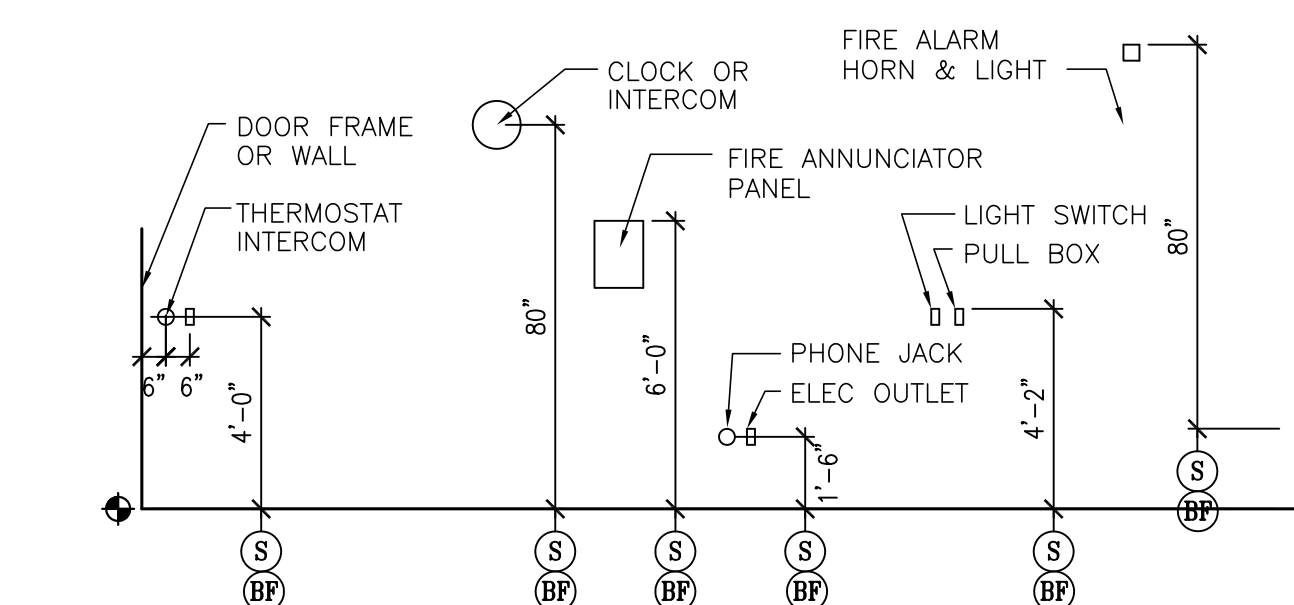 FIRE ALARM
HORN & LIGHT
CLOCK OR
INTERCOM
DOOR FRAME
OR WALL
FIRE ANNUNCIATOR
PANEL
THERMOSTAT
INTERCOM
LIGHT SWITCH
PULL BOX
80"
80"
PHONE JACK
ELEC OUTLET
6" 6"
4'-0"
6'-0"
1'-6"
4'-2"
S
BF
S
BF
S
BF
S
BF
S
BF
S
BF